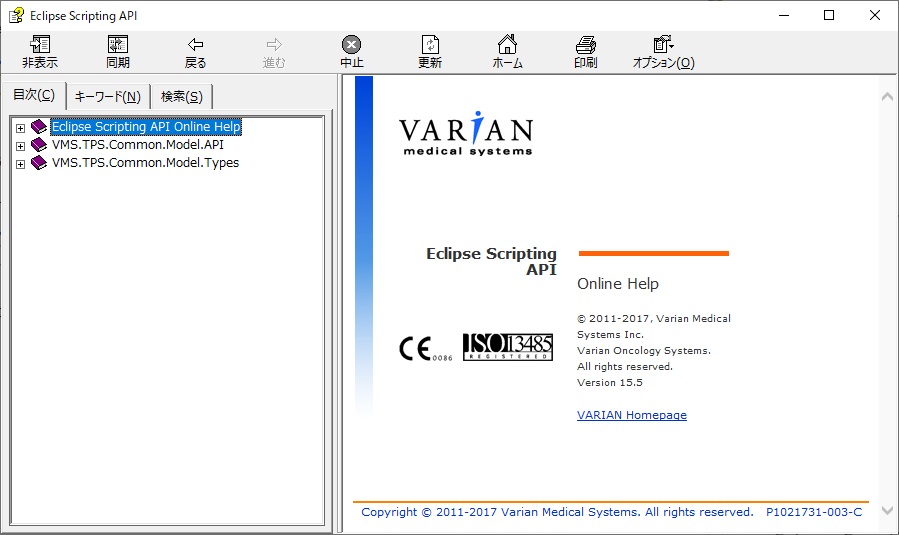 Eclipse Scripting API
非表示 同期 戻る 進む 中止 更新 ホーム 印刷 オプション(O)
目次(C) キーワード(N) 検索(S)
Eclipse Scripting API Online Help
VMS.TPS.Common.Model.API
VMS.TPS.Common.Model.Types
VARIAN
medical systems
Eclipse Scripting
API
Online Help
© 2011-2017, Varian Medical
Systems Inc.
Varian Oncology Systems.
All rights reserved.
Version 15.5
CE 0086
ISO 13485
REGISTERED
VARIAN Homepage
Copyright © 2011-2017 Varian Medical Systems. All rights reserved. P1021731-003-C